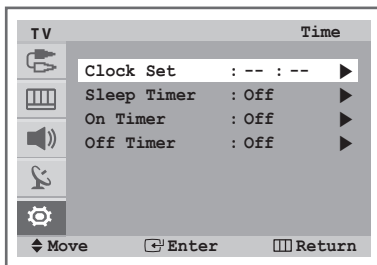 TV Time
Clock Set : -- : --
Sleep Timer : Off
On Timer : Off
Off Timer : Off
Move Enter Return